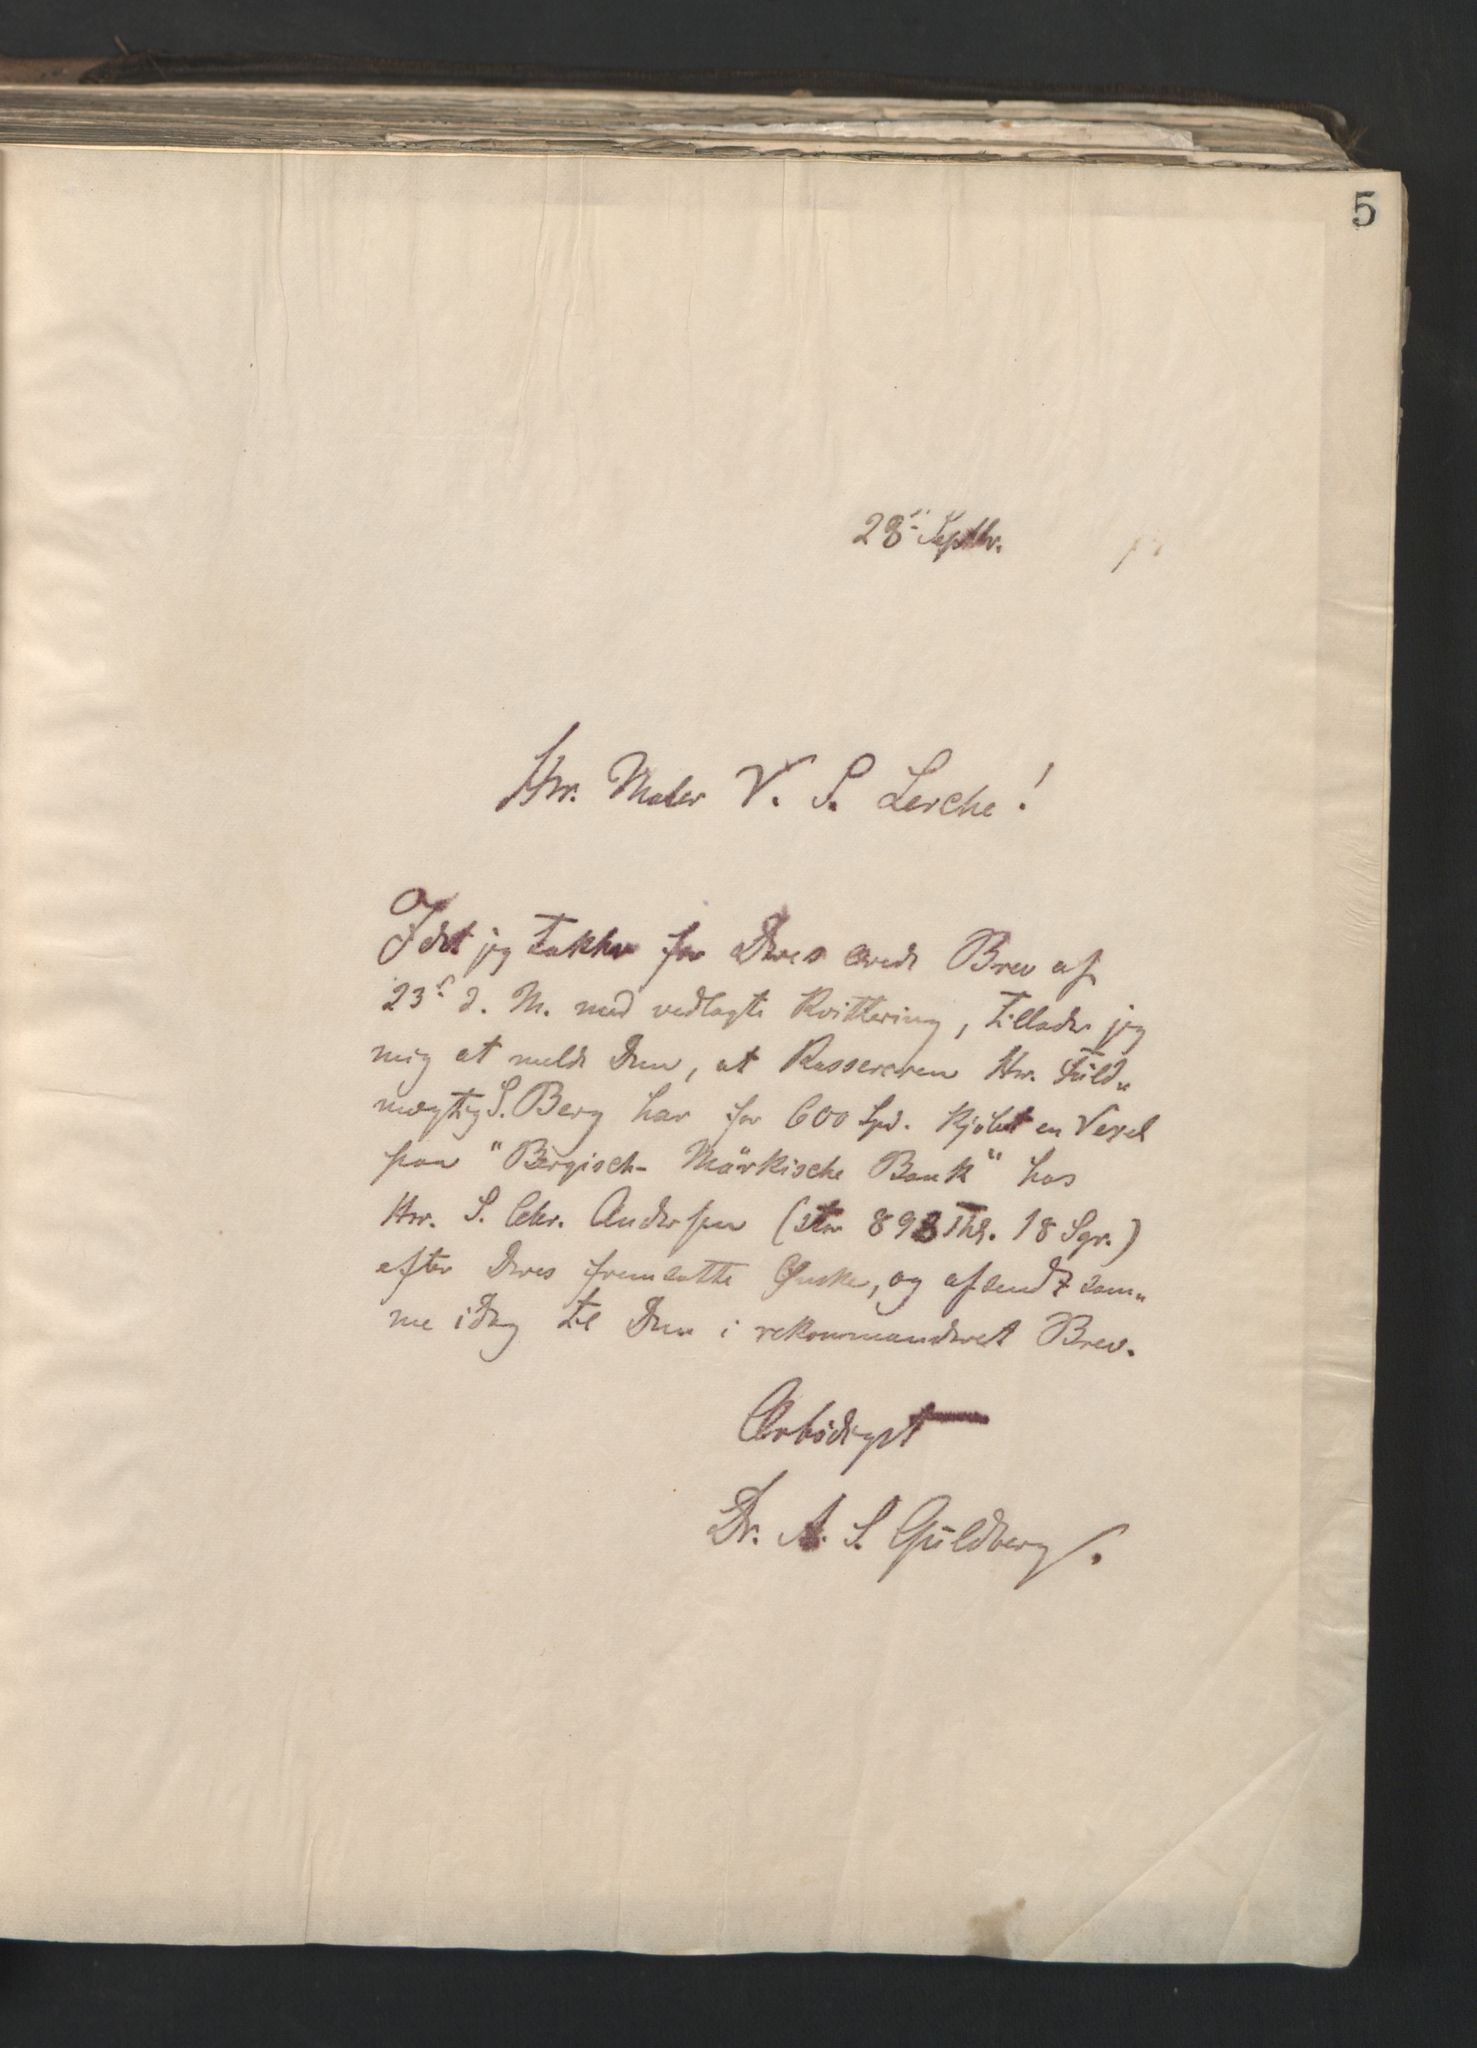 5
28 Septbr.
Hr. Maler V. S. Lerche!
Idet jeg takker for Deres ærede Brev af
23 d. M. med vedlagte Kvittering, tillader jeg
mig at melde Dem, at Kassereren Hr. Fuld„
mægtig S. Berg har for 600 Spd. kjøbt en Vexel
paa "Bergisch-Märkische Bank" hos
Hr. S. Chr. Andersen (stor 898 Thl. 18 Sgr.)
efter Deres fremsatte Ønske, og afsendt sam„
me idag til Dem i rekommanderet Brev.
Ærbødigst
Dr. A. S. Guldberg.